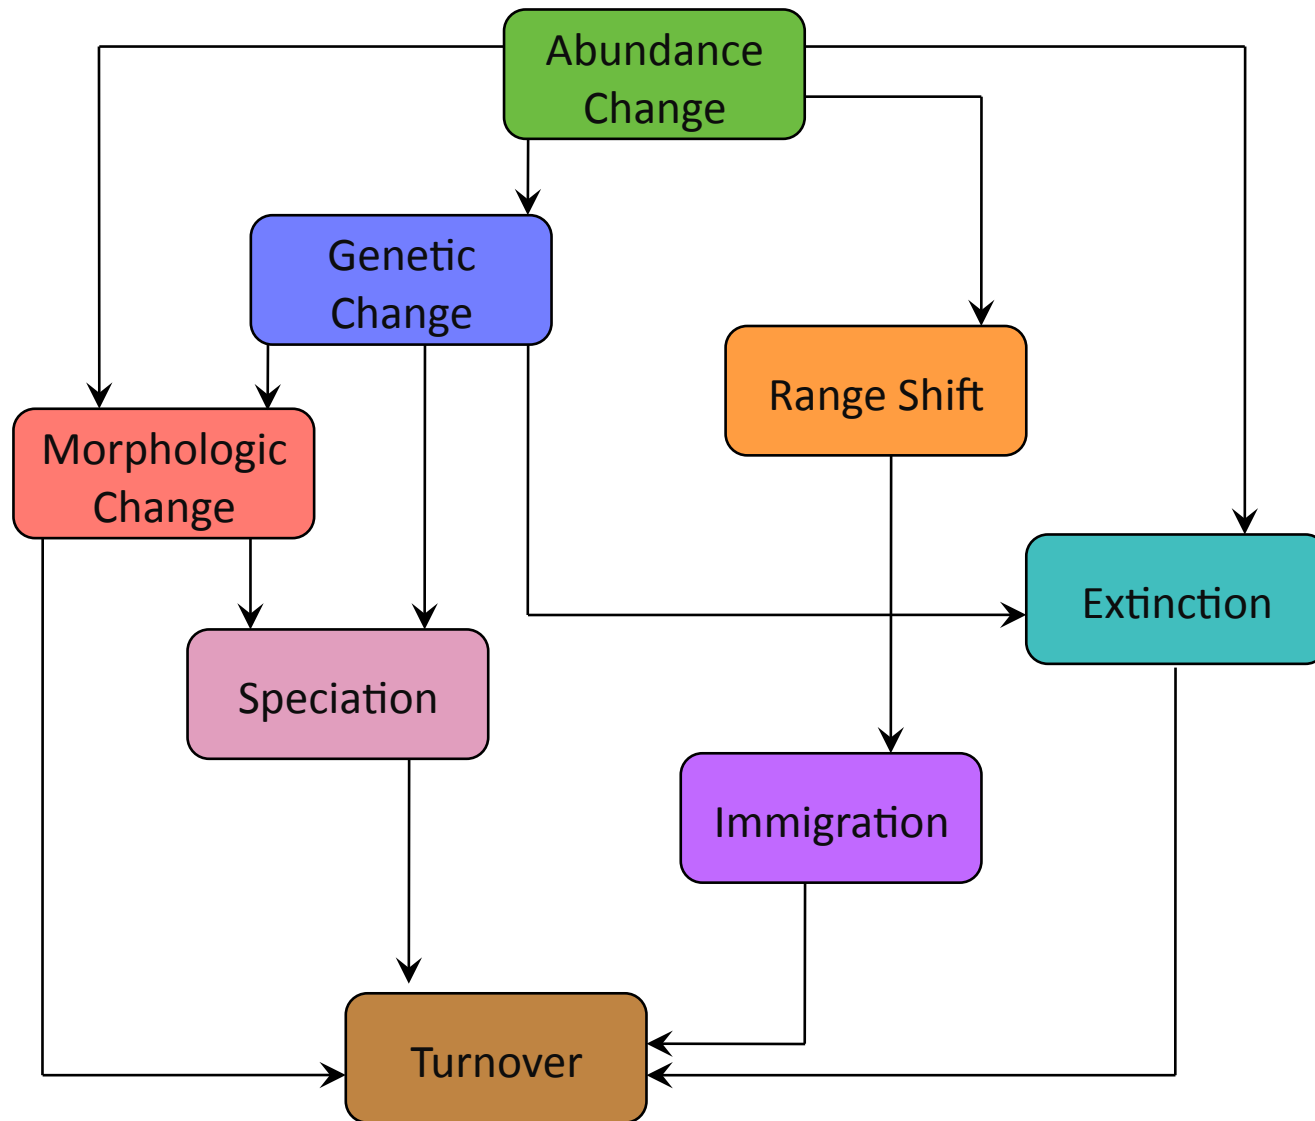 Abundance
Change
Genetic
Change
Range Shift
Morphologic
Change
Extinction
Speciation
Immigration
Turnover